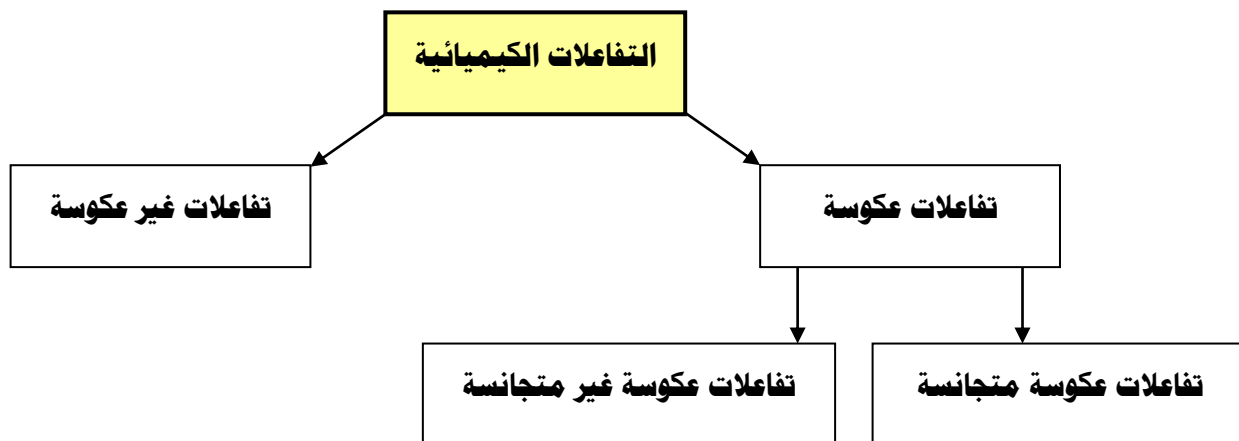 التفاعلات الكيميائية
تفاعلات عكوسة
تفاعلات غير عكوسة
تفاعلات عكوسة متجانسة
تفاعلات عكوسة غير متجانسة